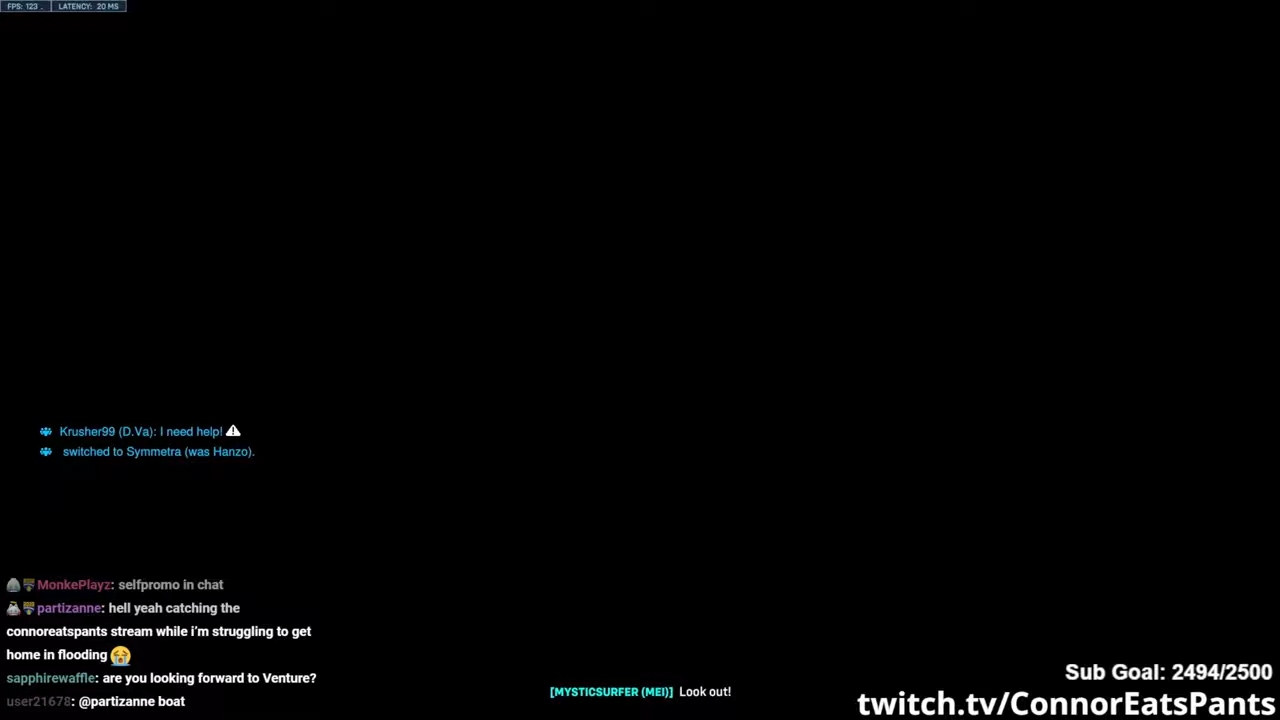 FPS: 123 LATENCY: 20 MS
Krusher99 (D.Va): I need help!
switched to Symmetra (was Hanzo).
MonkePlayz: selfpromo in chat
partizanne: hell yeah catching the
connoreatspants stream while i'm struggling to get
home in flooding 😭
sapphirewaffle: are you looking forward to Venture?
user21678: @partizanne boat
[MYSTICSURFER (MEI)] Look out!
Sub Goal: 2494/2500
twitch.tv/ConnorEatsPants